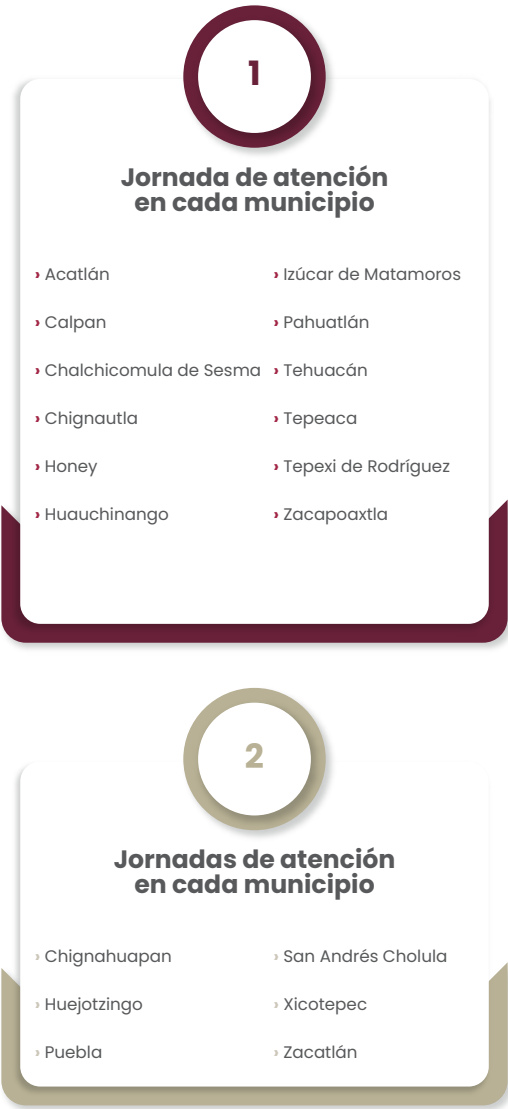 1
Jornada de atención
en cada municipio
› Acatlán
› Calpan
› Chalchicomula de Sesma
› Chignautla
› Honey
› Huauchinango
› Izúcar de Matamoros
› Pahuatlán
› Tehuacán
› Tepeaca
› Tepexi de Rodríguez
› Zacapoaxtla
2
Jornadas de atención
en cada municipio
› Chignahuapan
› Huejotzingo
› Puebla
› San Andrés Cholula
› Xicotepec
› Zacatlán